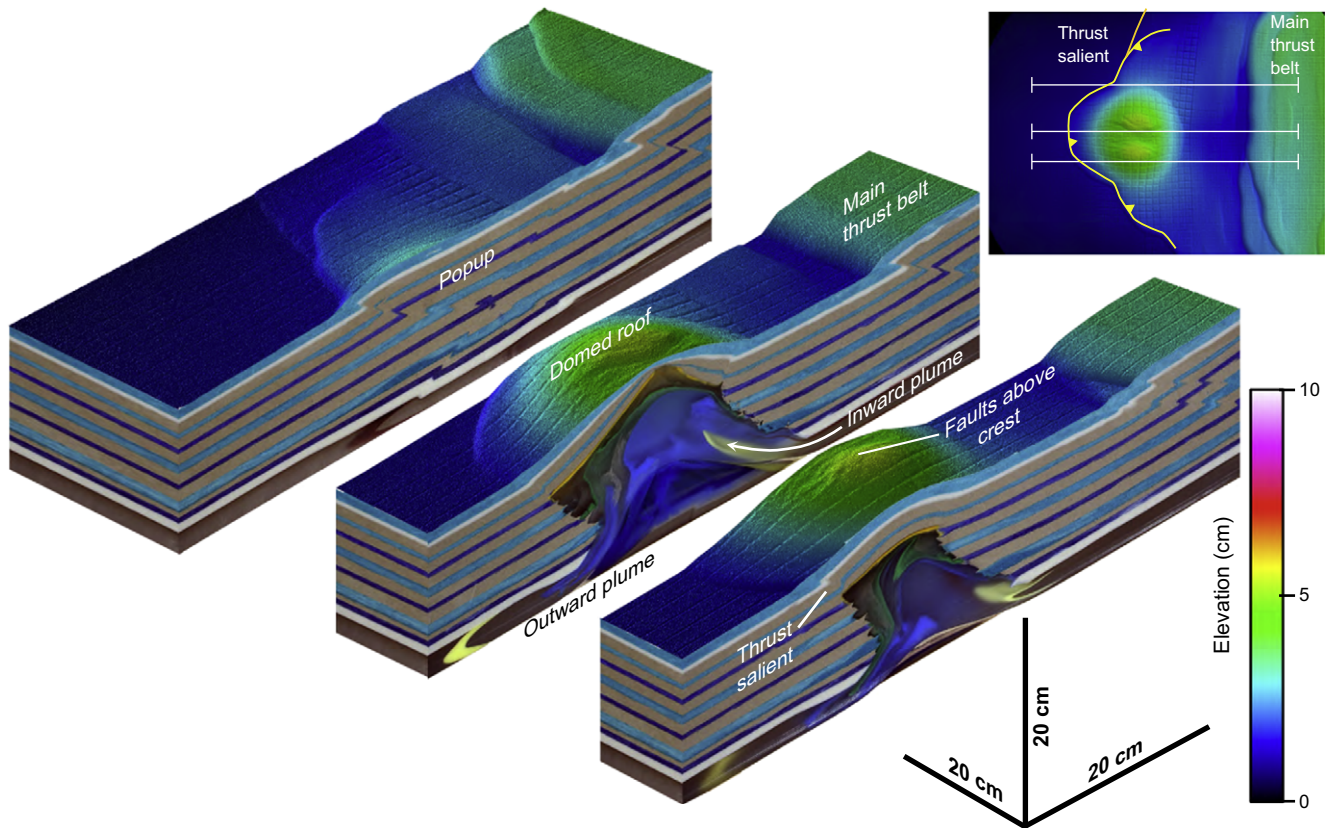 Thrust
salient
Main
thrust
belt
Popup
Main
thrust belt
Domed roof
Inward plume
Faults above
crest
Outward plume
Thrust
salient
20 cm
20 cm
20 cm
Elevation (cm)
10
5
0